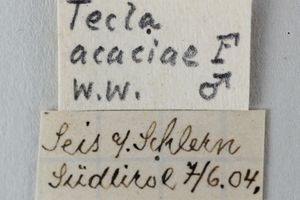 Tecla
acaciae F
W.W. ♂
Seis a/. Schlern
Südtirol 7/6.04.